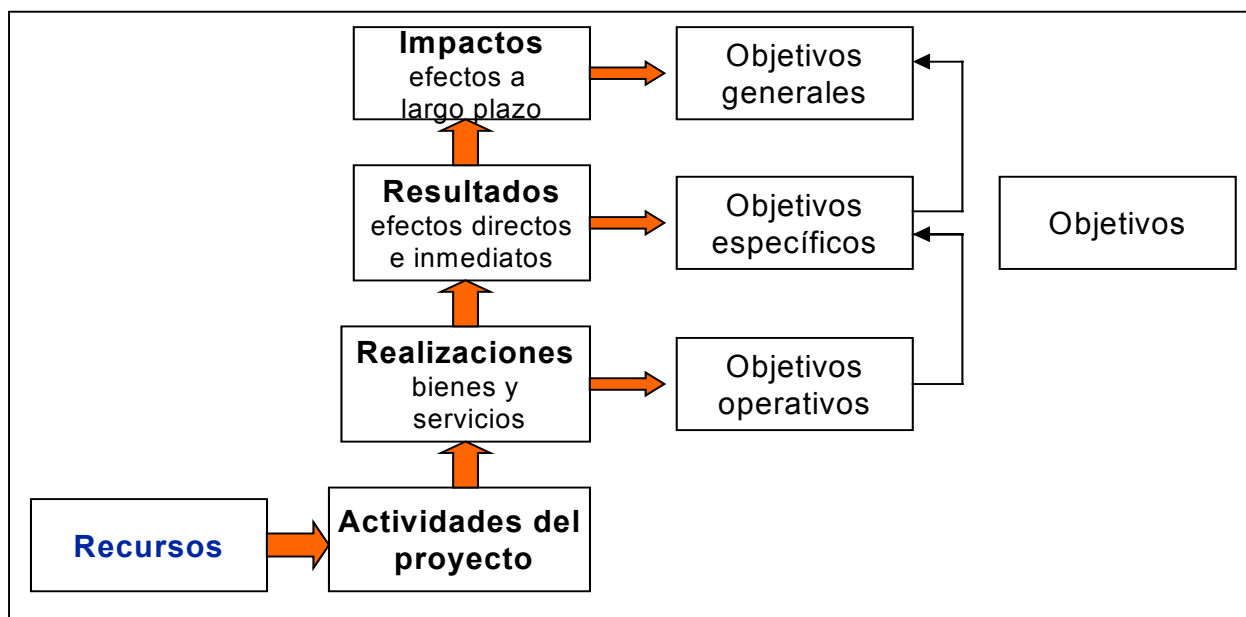 Impactos
efectos a
largo plazo
Objetivos
generales
Resultados
efectos directos
e inmediatos
Objetivos
específicos
Objetivos
Realizaciones
bienes y
servicios
Objetivos
operativos
Recursos
Actividades del
proyecto